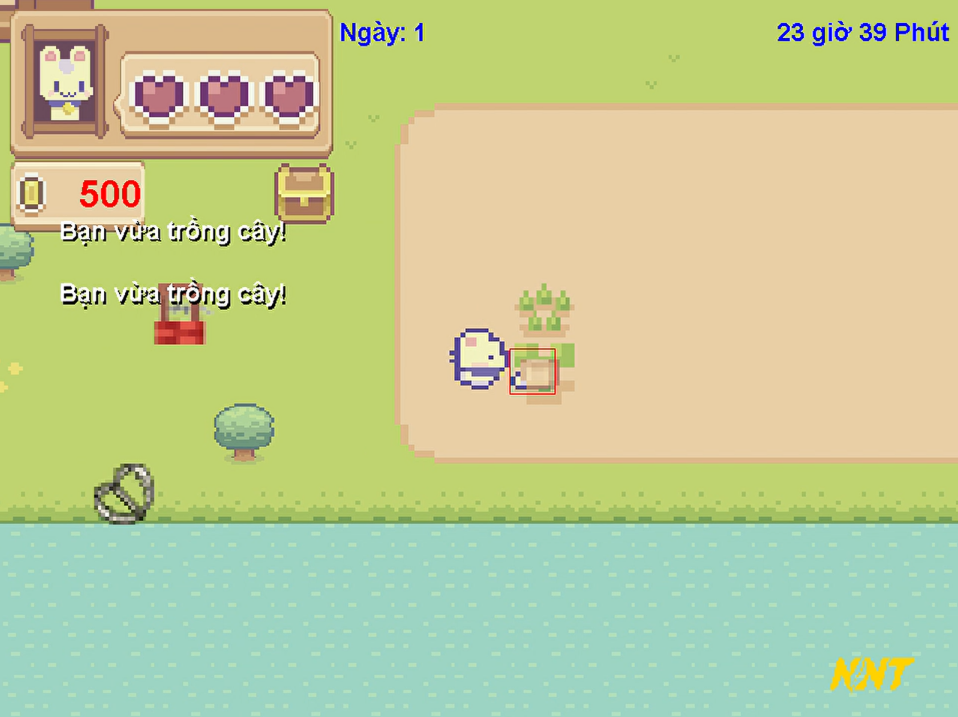 Ngày: 1
23 giờ 39 Phút
500
Bạn vừa trồng cây!
Bạn vừa trồng cây!
NNT